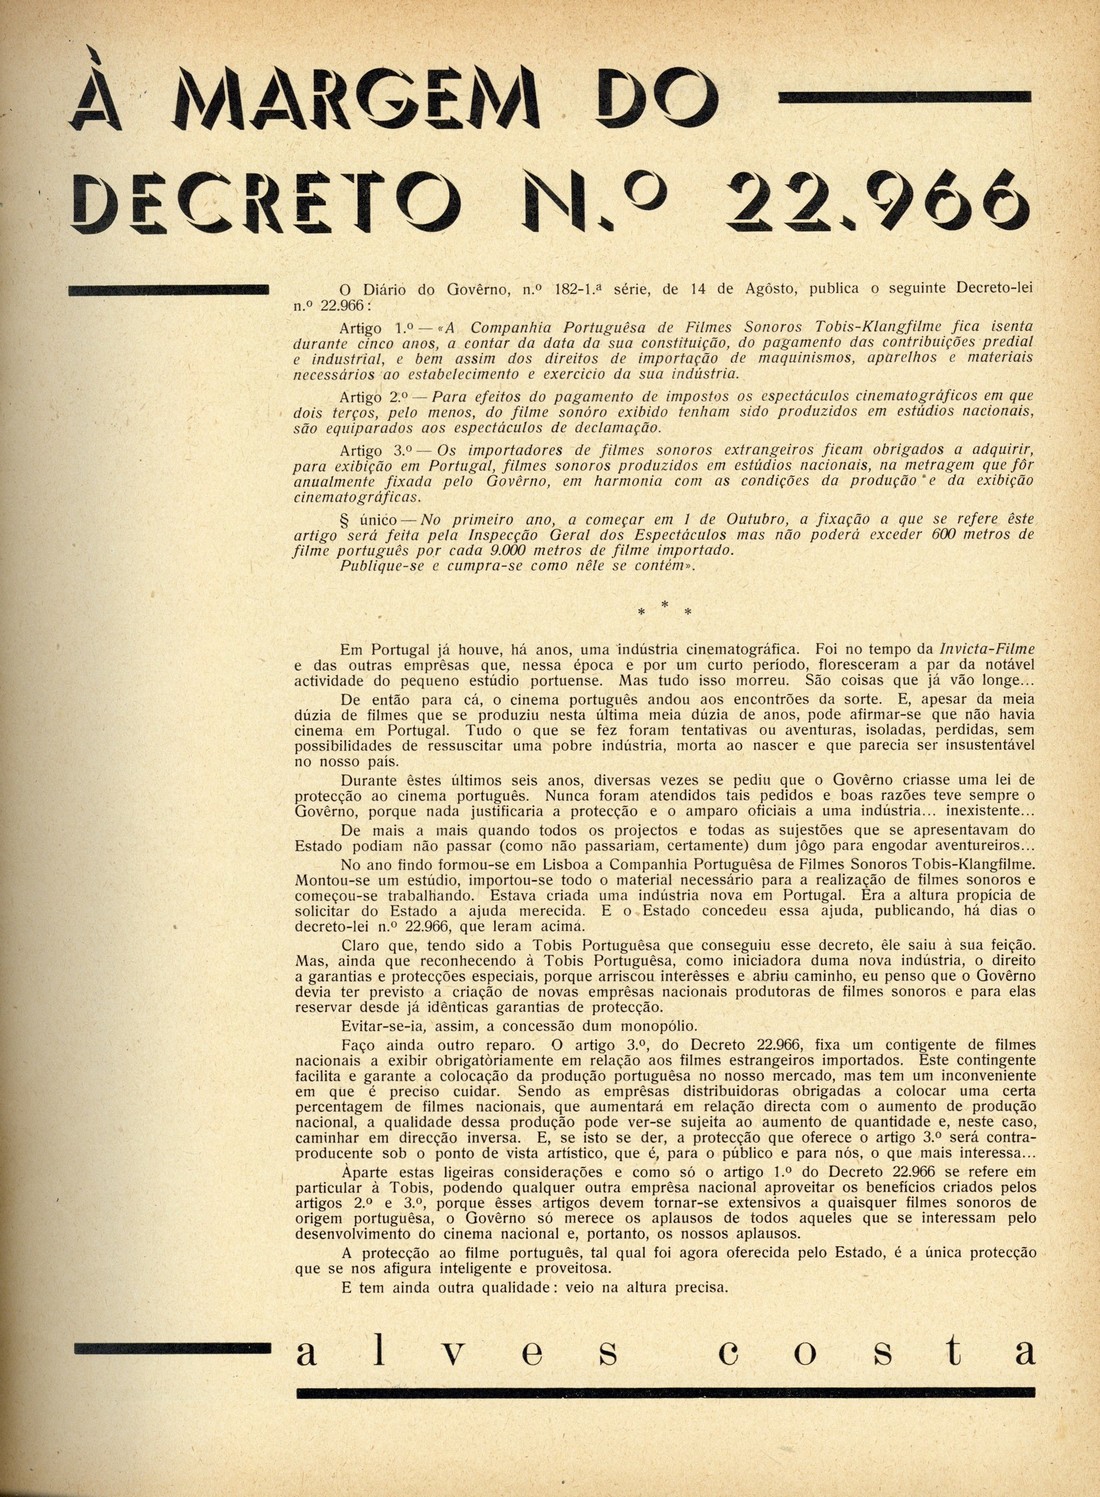 À MARGEM DO
DECRETO N.º 22.966
O Diário do Govêrno, n.º 182-1.ª série, de 14 de Agôsto, publica o seguinte Decreto-lei
n.º 22.966:
Artigo 1.º — «A Companhia Portuguêsa de Filmes Sonoros Tobis-Klangfilme fica isenta
durante cinco anos, a contar da data da sua constituição, do pagamento das contribuições predial
e industrial, e bem assim dos direitos de importação de maquinismos, aparelhos e materiais
necessários ao estabelecimento e exercicio da sua indústria.
Artigo 2.º — Para efeitos do pagamento de impostos os espectáculos cinematográficos em que
dois terços, pelo menos, do filme sonóro exibido tenham sido produzidos em estúdios nacionais,
são equiparados aos espectáculos de declamação.
Artigo 3.º — Os importadores de filmes sonoros extrangeiros ficam obrigados a adquirir,
para exibição em Portugal, filmes sonoros produzidos em estúdios nacionais, na metragem que fôr
anualmente fixada pelo Govêrno, em harmonia com as condições da produção e da exibição
cinematográficas.
§ único — No primeiro ano, a começar em 1 de Outubro, a fixação a que se refere êste
artigo será feita pela Inspecção Geral dos Espectáculos mas não poderá exceder 600 metros de
filme português por cada 9.000 metros de filme importado.
Publique-se e cumpra-se como nêle se contém».
* * *
Em Portugal já houve, há anos, uma indústria cinematográfica. Foi no tempo da Invicta-Filme
e das outras emprêsas que, nessa época e por um curto período, floresceram a par da notável
actividade do pequeno estúdio portuense. Mas tudo isso morreu. São coisas que já vão longe...
De então para cá, o cinema português andou aos encontrões da sorte. E, apesar da meia
dúzia de filmes que se produziu nesta última meia dúzia de anos, pode afirmar-se que não havia
cinema em Portugal. Tudo o que se fez foram tentativas ou aventuras, isoladas, perdidas, sem
possibilidades de ressuscitar uma pobre indústria, morta ao nascer e que parecia ser insustentável
no nosso país.
Durante êstes últimos seis anos, diversas vezes se pediu que o Govêrno criasse uma lei de
protecção ao cinema português. Nunca foram atendidos tais pedidos e boas razões teve sempre o
Govêrno, porque nada justificaria a protecção e o amparo oficiais a uma indústria... inexistente...
De mais a mais quando todos os projectos e todas as sujestões que se apresentavam do
Estado podiam não passar (como não passariam, certamente) dum jôgo para engodar aventureiros...
No ano findo formou-se em Lisboa a Companhia Portuguêsa de Filmes Sonoros Tobis-Klangfilme.
Montou-se um estúdio, importou-se todo o material necessário para a realização de filmes sonoros e
começou-se trabalhando. Estava criada uma indústria nova em Portugal. Era a altura propícia de
solicitar do Estado a ajuda merecida. E o Estado concedeu essa ajuda, publicando, há dias o
decreto-lei n.º 22.966, que leram acima.
Claro que, tendo sido a Tobis Portuguêsa que conseguiu esse decreto, êle saiu à sua feição.
Mas, ainda que reconhecendo à Tobis Portuguêsa, como iniciadora duma nova indústria, o direito
a garantias e protecções especiais, porque arriscou interêsses e abriu caminho, eu penso que o Govêrno
devia ter previsto a criação de novas emprêsas nacionais produtoras de filmes sonoros e para elas
reservar desde já idênticas garantias de protecção.
Evitar-se-ia, assim, a concessão dum monopólio.
Faço ainda outro reparo. O artigo 3.º, do Decreto 22.966, fixa um contigente de filmes
nacionais a exibir obrigatòriamente em relação aos filmes estrangeiros importados. Este contingente
facilita e garante a colocação da produção portuguêsa no nosso mercado, mas tem um inconveniente
em que é preciso cuidar. Sendo as emprêsas distribuidoras obrigadas a colocar uma certa
percentagem de filmes nacionais, que aumentará em relação directa com o aumento de produção
nacional, a qualidade dessa produção pode ver-se sujeita ao aumento de quantidade e, neste caso,
caminhar em direcção inversa. E, se isto se der, a protecção que oferece o artigo 3.º será contra-
producente sob o ponto de vista artístico, que é, para o público e para nós, o que mais interessa...
Àparte estas ligeiras considerações e como só o artigo 1.º do Decreto 22.966 se refere em
particular à Tobis, podendo qualquer outra emprêsa nacional aproveitar os benefícios criados pelos
artigos 2.º e 3.º, porque êsses artigos devem tornar-se extensivos a quaisquer filmes sonoros de
origem portuguêsa, o Govêrno só merece os aplausos de todos aqueles que se interessam pelo
desenvolvimento do cinema nacional e, portanto, os nossos aplausos.
A protecção ao filme português, tal qual foi agora oferecida pelo Estado, é a única protecção
que se nos afigura inteligente e proveitosa.
E tem ainda outra qualidade: veio na altura precisa.
alves costa